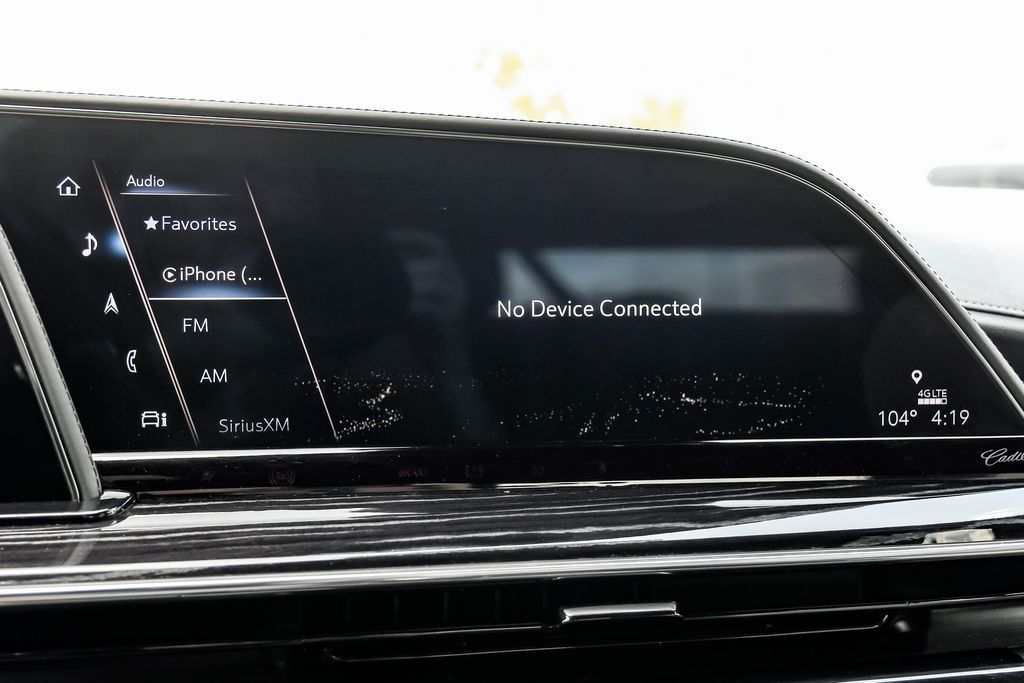 Audio
Favorites
iPhone (...
FM
AM
SiriusXM
No Device Connected
4G LTE
104° 4:19